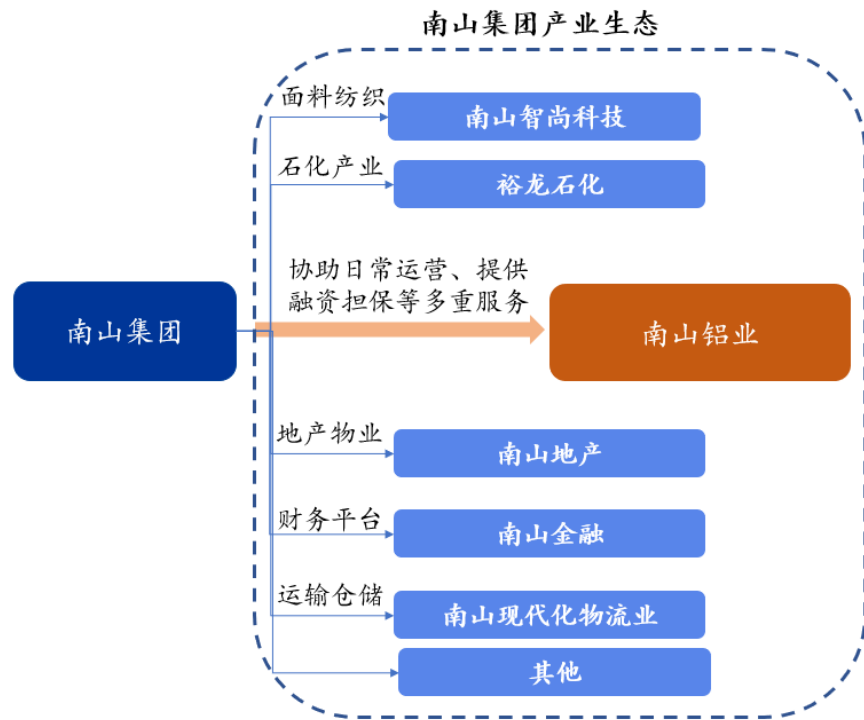 南山集团产业生态
面料纺织
南山智尚科技
石化产业
裕龙石化
协助日常运营、提供
融资担保等多重服务
南山集团
南山铝业
地产物业
南山地产
财务平台
南山金融
运输仓储
南山现代化物流业
其他